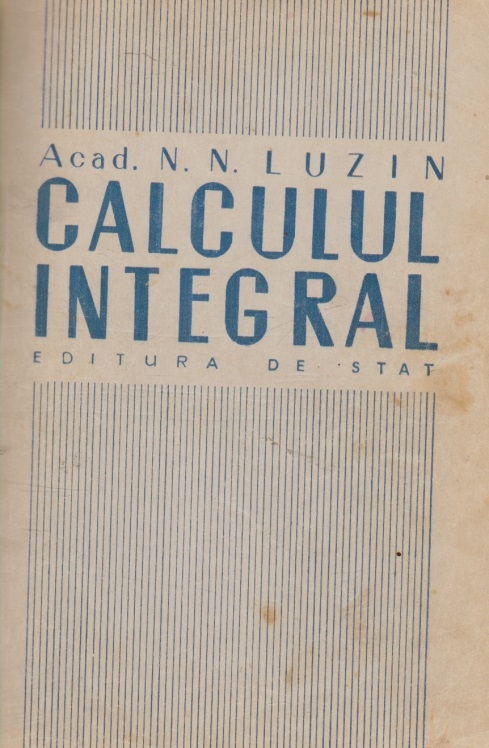 Acad. N. N. LUZIN
CALCULUL
INTEGRAL
EDITURA DE STAT